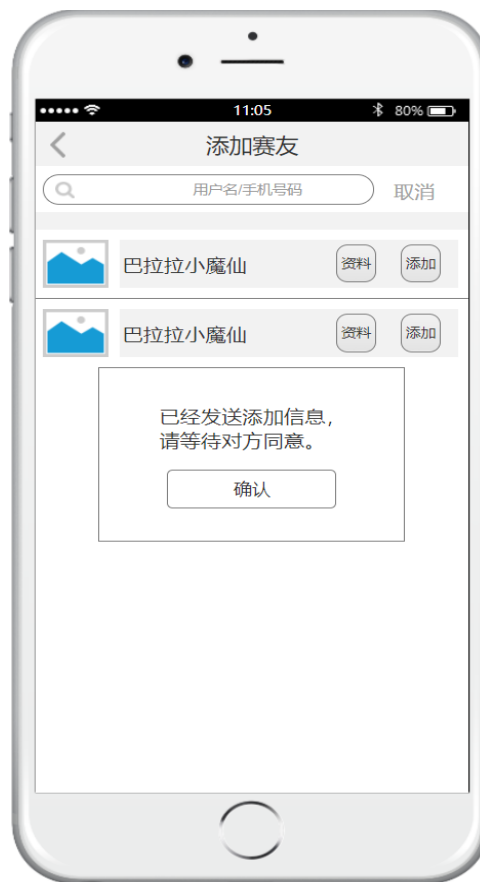 11:05
80%
添加赛友
用户名/手机号码
取消
巴拉拉小魔仙
资料
添加
巴拉拉小魔仙
资料
添加
已经发送添加信息，
请等待对方同意。
确认